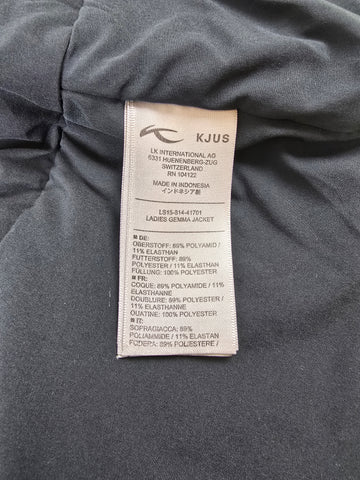 KJUS
LK INTERNATIONAL AG
6331 HUENENBERG-ZUG
SWITZERLAND
RN 104122
MADE IN INDONESIA
インドネシア製
LS15-814-41701
LADIES GEMMA JACKET
DE:
OBERSTOFF: 89% POLYAMID /
11% ELASTHAN
FUTTERSTOFF: 89%
POLYESTER / 11% ELASTHAN
FÜLLUNG: 100% POLYESTER
FR:
COQUE: 89% POLYAMIDE / 11%
ELASTHANNE
DOUBLURE: 89% POLYESTER /
11% ELASTHANNE
OUATINE: 100% POLYESTER
IT:
SOPRAGIACCA: 89%
POLIAMMIDE / 11% ELASTAN
FODERA: 89% POLIESTERE /